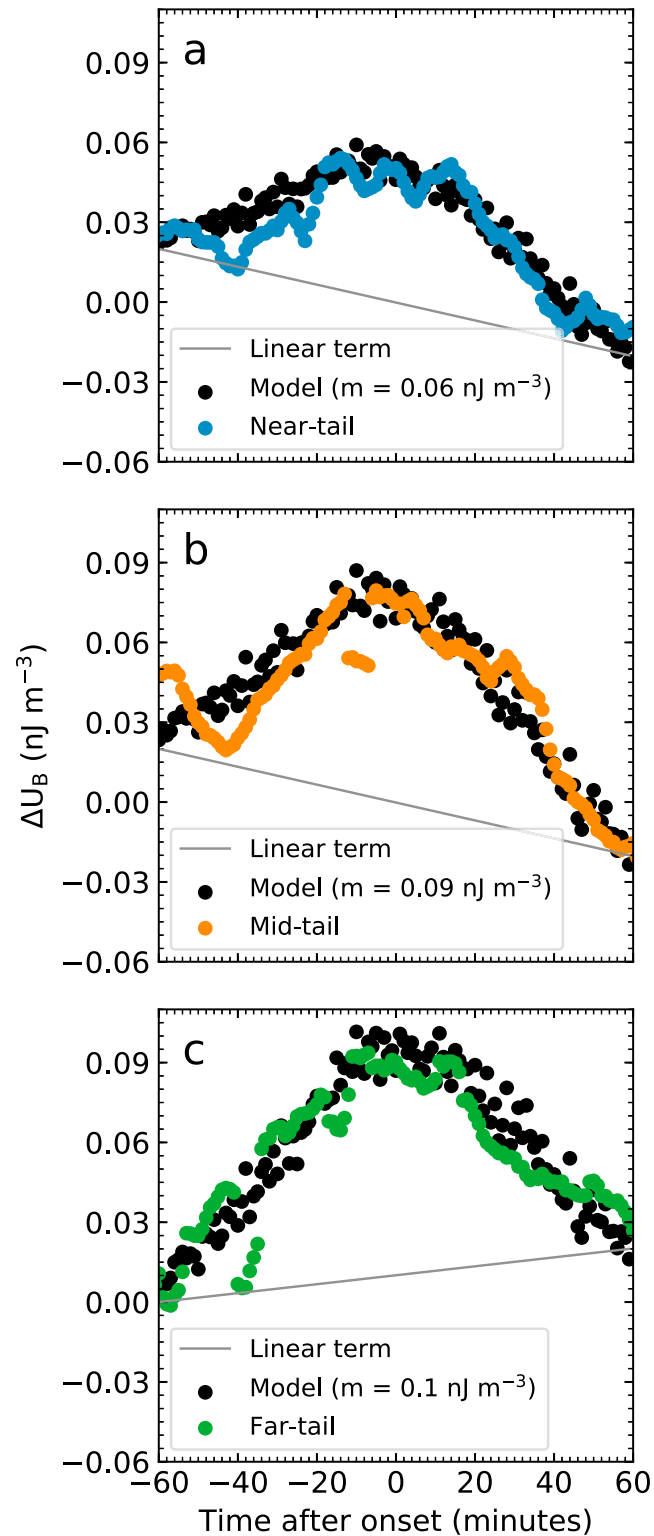 a
0.09
0.06
0.03
0.00
−0.03
−0.06
Linear term
Model (m = 0.06 nJ m⁻³)
Near-tail
b
0.09
0.06
0.03
0.00
−0.03
−0.06
ΔU_B (nJ m⁻³)
Linear term
Model (m = 0.09 nJ m⁻³)
Mid-tail
c
0.09
0.06
0.03
0.00
−0.03
−0.06
Linear term
Model (m = 0.1 nJ m⁻³)
Far-tail
−60 −40 −20 0 20 40 60
Time after onset (minutes)